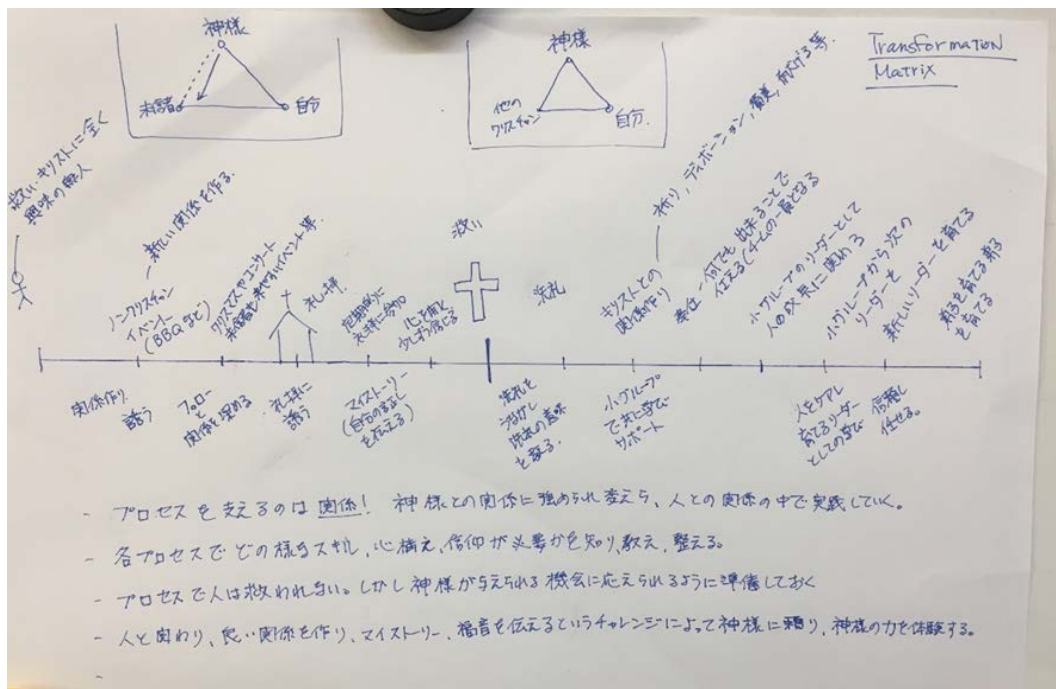 神様
未信者
自分
神様
他の
クリスチャン
自分.
Transformation
Matrix
救い・キリストに全く
興味の無い人
ノンクリスチャン
イベント
(BBQなど)
— 新しい関係を作る.
クリスマスやコンサート
未信者も来やすいイベント等.
礼拝.
定期的に
礼拝に参加
心を開き
少しずつ信じる
救い
洗礼
キリストとの
関係作り
— 祈り, ディボーション, 賛美, 献げる等.
奉仕 — 何でも出来ることで
仕える(チームの一員となる
小グループのリーダーとして
人の成長に関わる
小グループから次の
リーダーを
新しいリーダーを育てる
弟子を育てる弟子
を育てる
関係作り
誘う
フォロー
と
関係を深める
礼拝に
誘う
マイストーリー
(自分の証し
を伝える)
洗礼を
うながし
洗礼の意味
を教える.
小グループ
で共に学び
サポート
人をケアし
育てるリーダー
としての学び
信頼し
任せる。
- プロセスを支えるのは関係! 神様との関係に強められ変えら、人との関係の中で実践していく。
- 各プロセスでどの様なスキル、心構え、信仰が必要かを知り、教え、整える。
- プロセスで人は救われない。しかし神様が与えられる機会に応えられるように準備しておく
- 人と関わり、良い関係を作り、マイストーリー、福音を伝えるというチャレンジによって神様に頼り、神様の力を体験する。
-